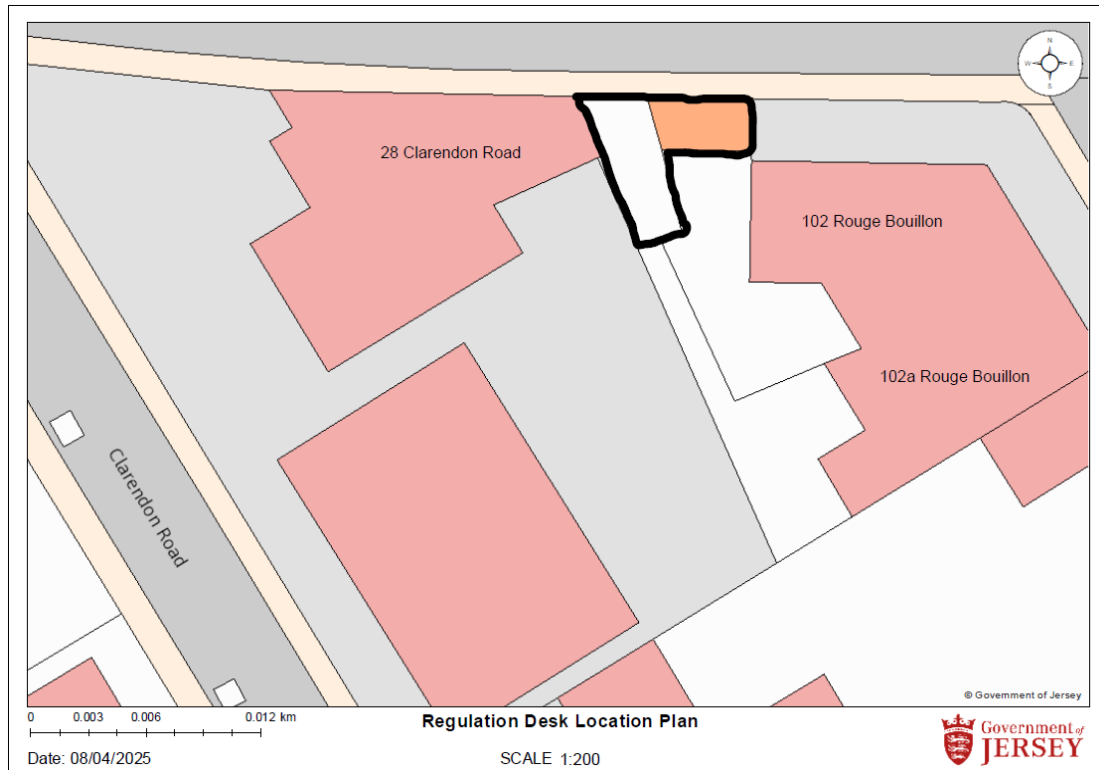 N
W E
S
28 Clarendon Road
102 Rouge Bouillon
102a Rouge Bouillon
Clarendon Road
© Government of Jersey
0 0.003 0.006 0.012 km
Regulation Desk Location Plan
Government of
JERSEY
Date: 08/04/2025
SCALE 1:200